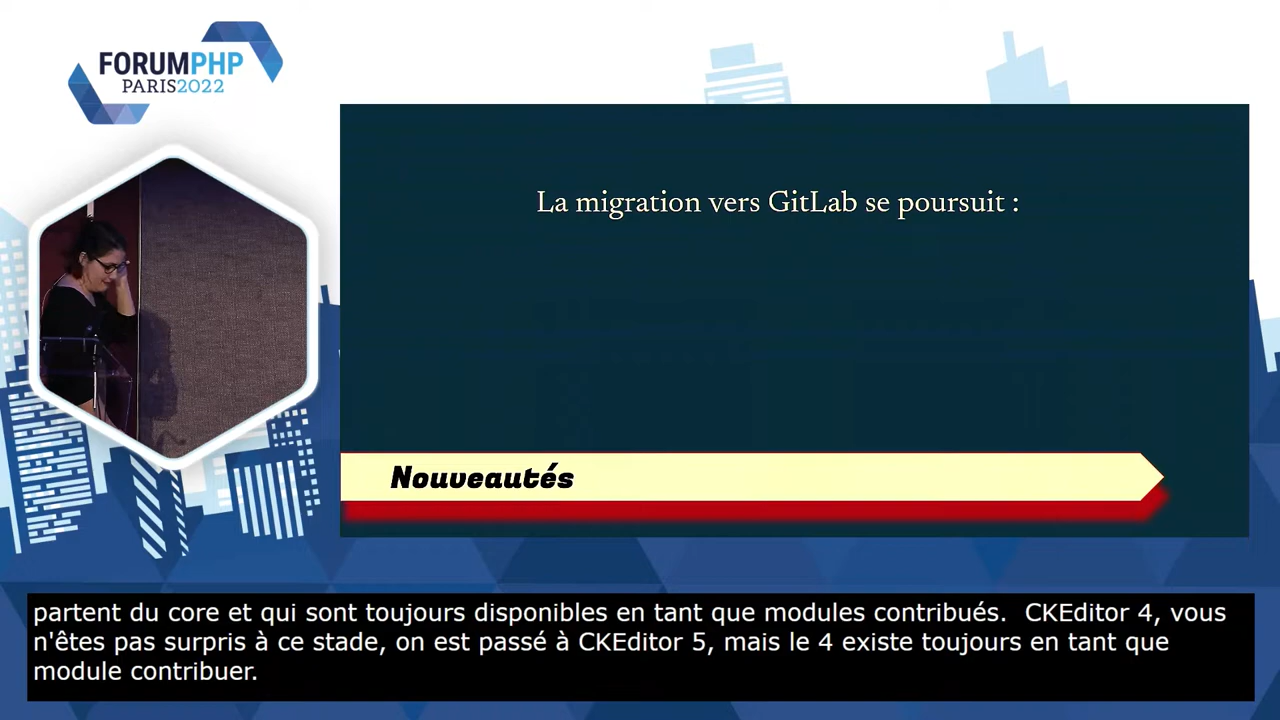 FORUMPHP
PARIS2022
La migration vers GitLab se poursuit :
Nouveautés
partent du core et qui sont toujours disponibles en tant que modules contribués.  CKEditor 4, vous
n'êtes pas surpris à ce stade, on est passé à CKEditor 5, mais le 4 existe toujours en tant que
module contribuer.